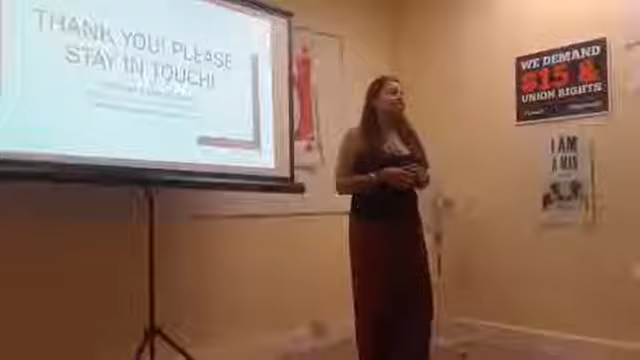 THANK YOU! PLEASE
STAY IN TOUCH!
WE DEMAND
$15 &
UNION RIGHTS
I AM
A MAN